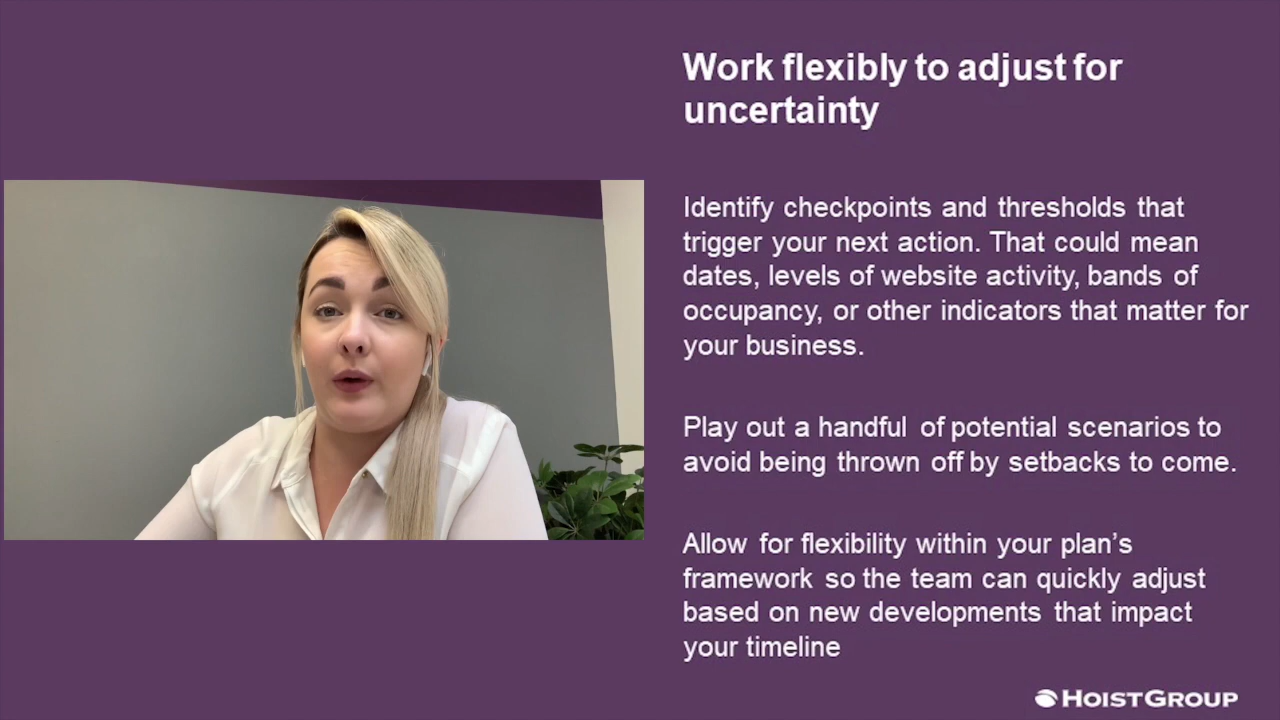 Work flexibly to adjust for
uncertainty
Identify checkpoints and thresholds that
trigger your next action. That could mean
dates, levels of website activity, bands of
occupancy, or other indicators that matter for
your business.
Play out a handful of potential scenarios to
avoid being thrown off by setbacks to come.
Allow for flexibility within your plan’s
framework so the team can quickly adjust
based on new developments that impact
your timeline
HOISTGROUP